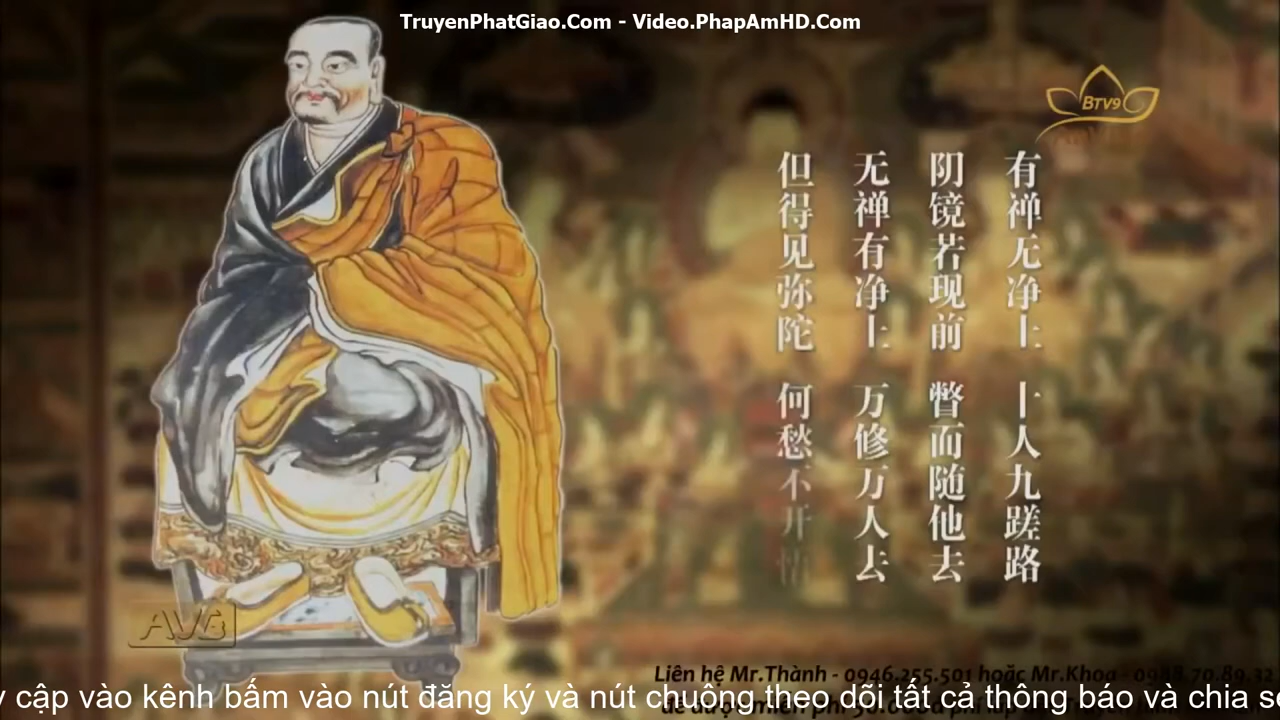 TruyenPhatGiao.Com - Video.PhapAmHD.Com
BTV9
有禅无净土 十人九蹉路
阴镜若现前 瞥而随他去
无禅有净土 万修万人去
但得见弥陀 何愁不开悟
AVG
Liên hệ Mr.Thành - 0946.255.501 hoặc Mr.Khoa - 0988.70.89.32
cập vào kênh bấm vào nút đăng ký và nút chuông theo dõi tất cả thông báo và chia